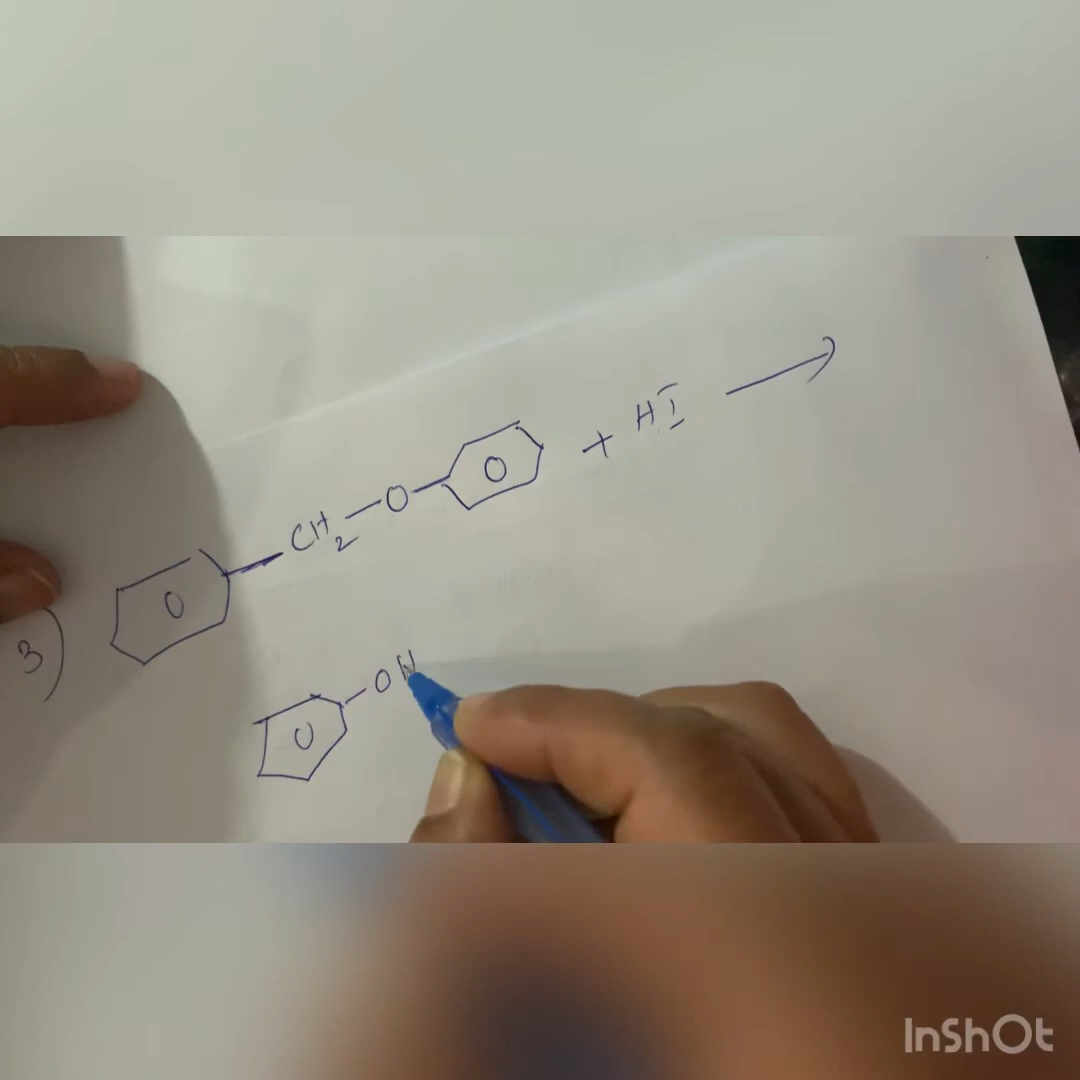 3) CH2 - O - + HI →
- OH
InShOt